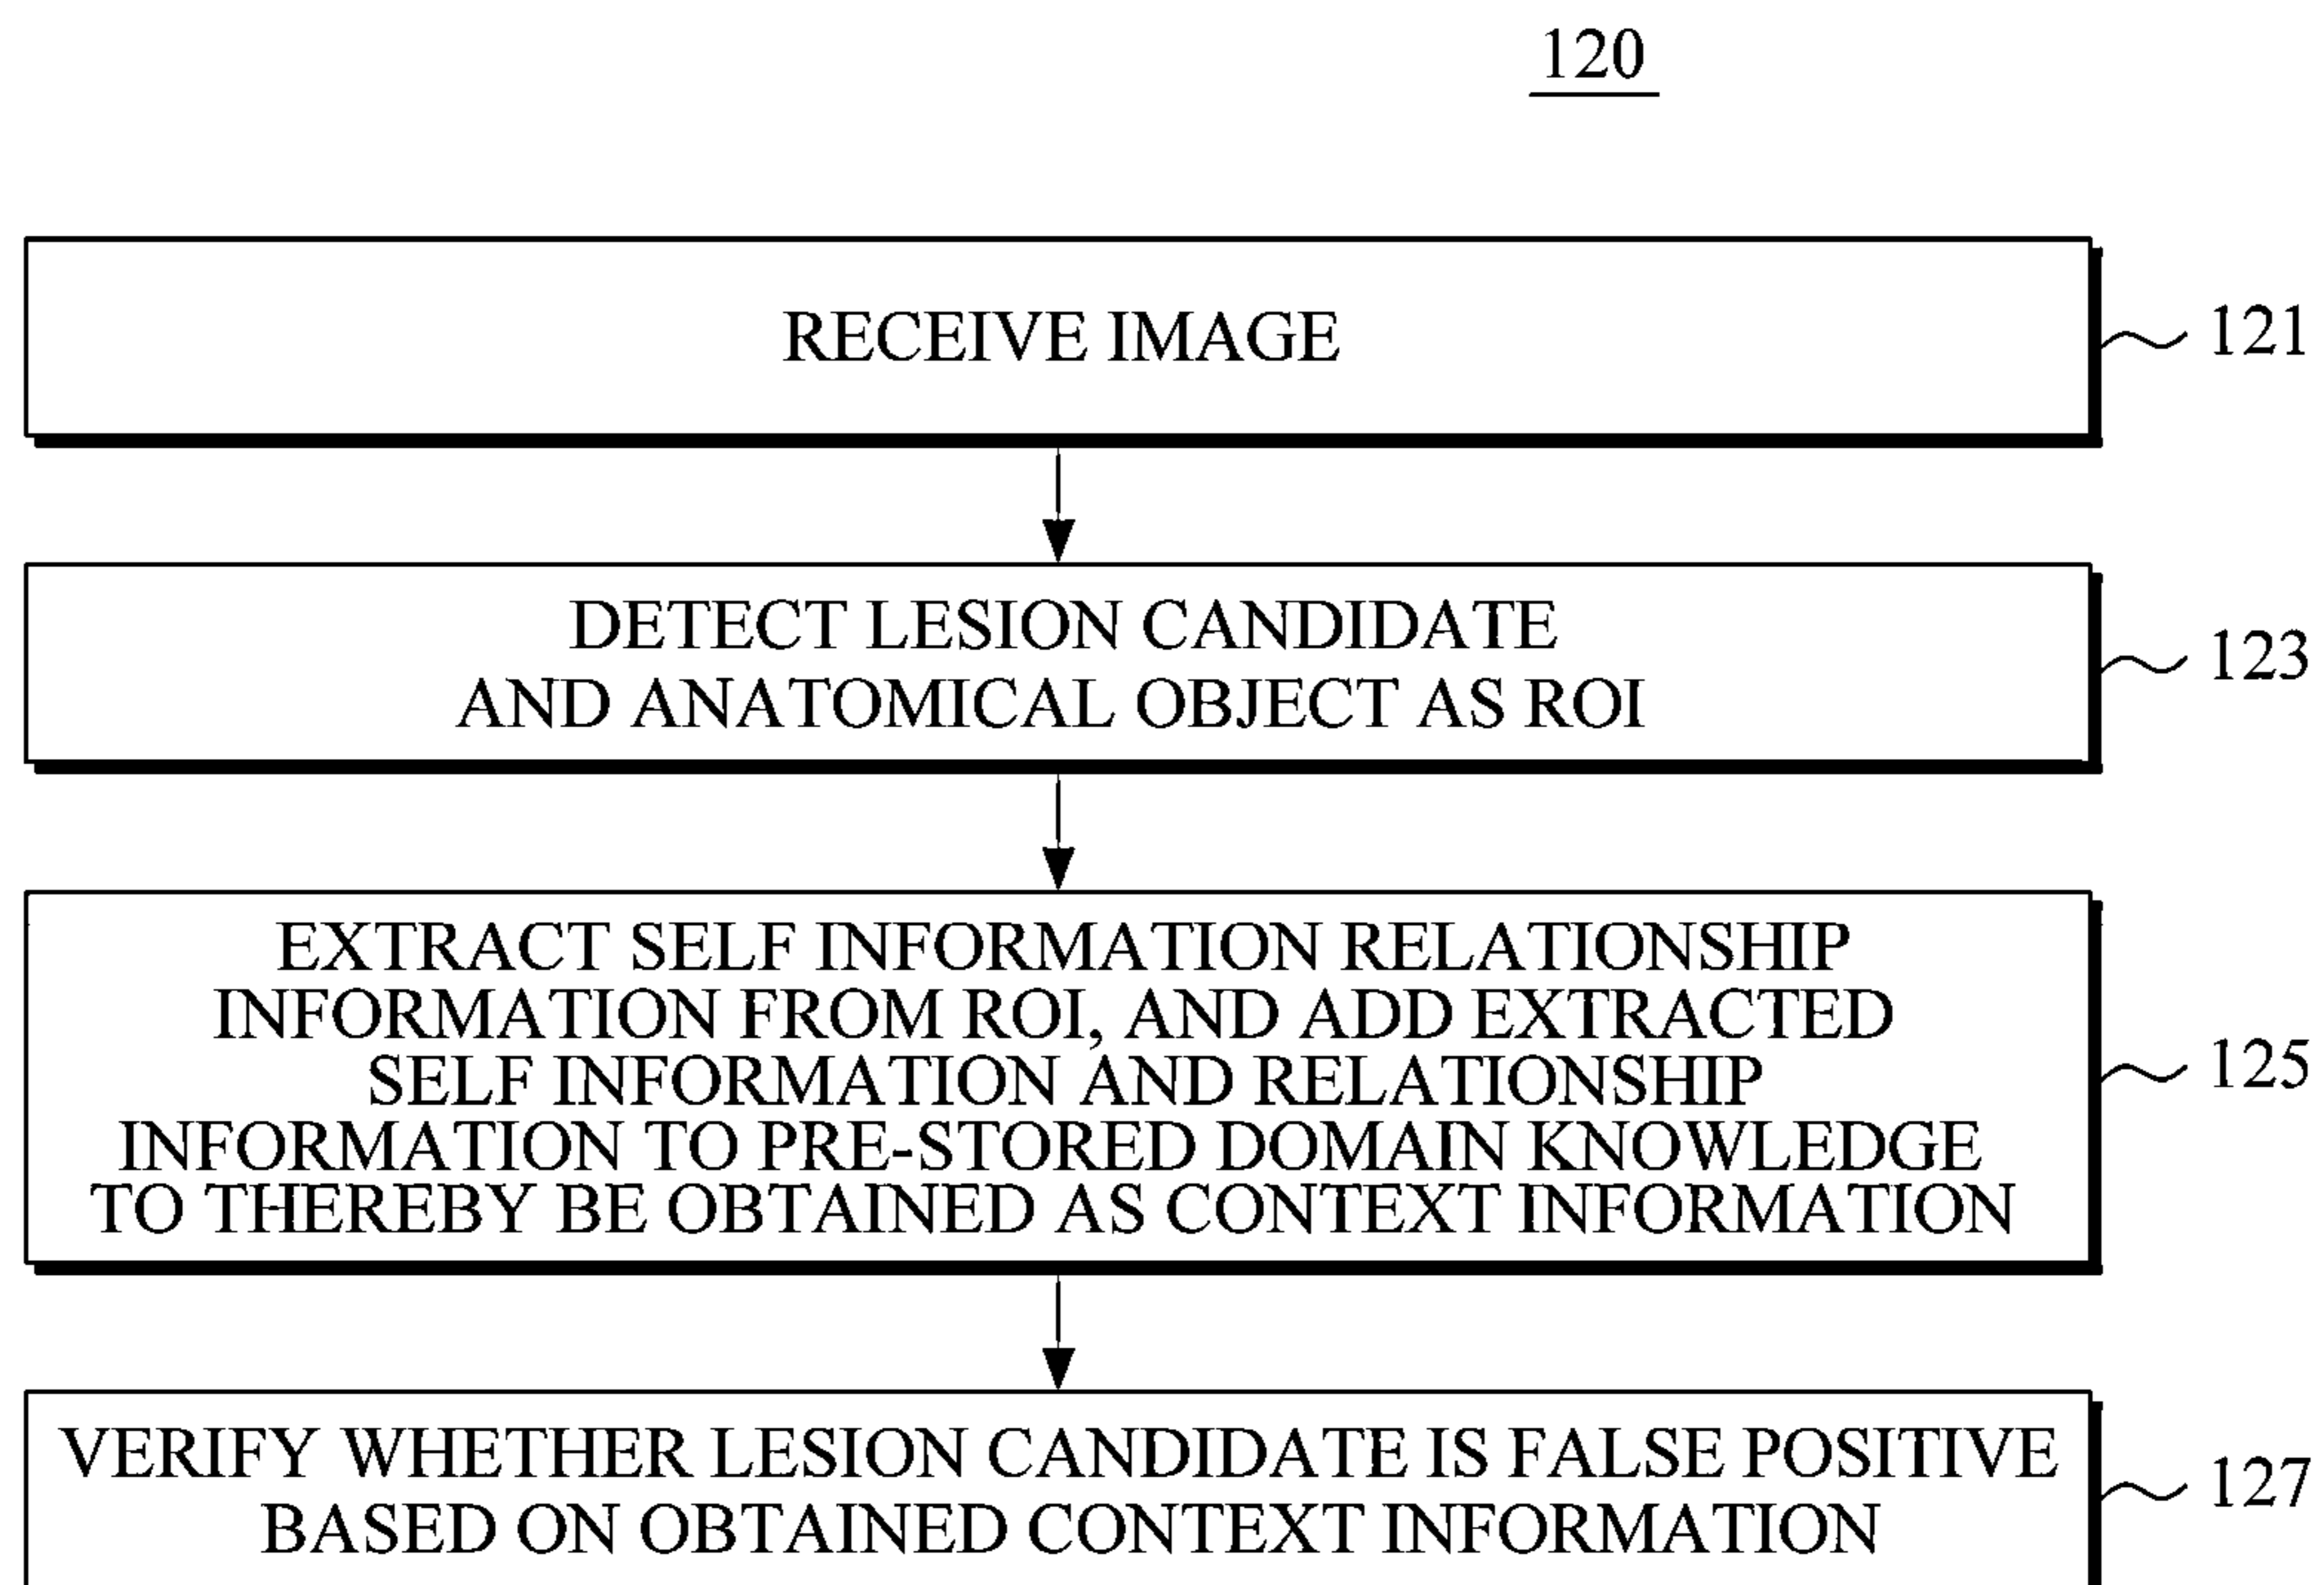 120
RECEIVE IMAGE
121
DETECT LESION CANDIDATE
AND ANATOMICAL OBJECT AS ROI
123
EXTRACT SELF INFORMATION RELATIONSHIP
INFORMATION FROM ROI, AND ADD EXTRACTED
SELF INFORMATION AND RELATIONSHIP
INFORMATION TO PRE-STORED DOMAIN KNOWLEDGE
TO THEREBY BE OBTAINED AS CONTEXT INFORMATION
125
VERIFY WHETHER LESION CANDIDATE IS FALSE POSITIVE
BASED ON OBTAINED CONTEXT INFORMATION
127